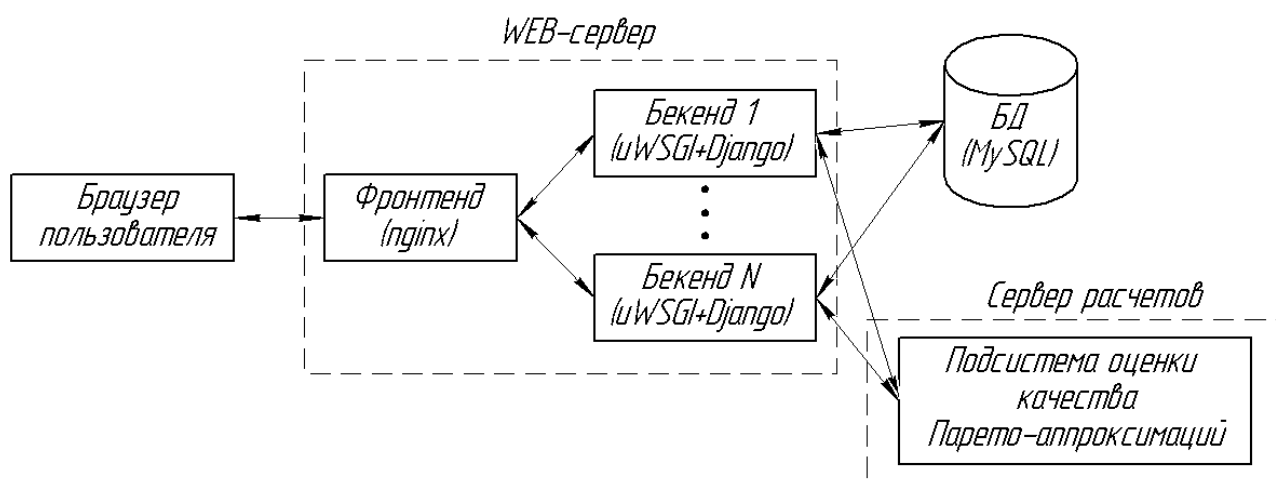 WEB-сервер
Бекенд 1
(uWSGI+Django)
БД
(MySQL)
Браузер
пользователя
Фронтенд
(nginx)
Бекенд N
(uWSGI+Django)
Сервер расчетов
Подсистема оценки
качества
Парето-аппроксимаций